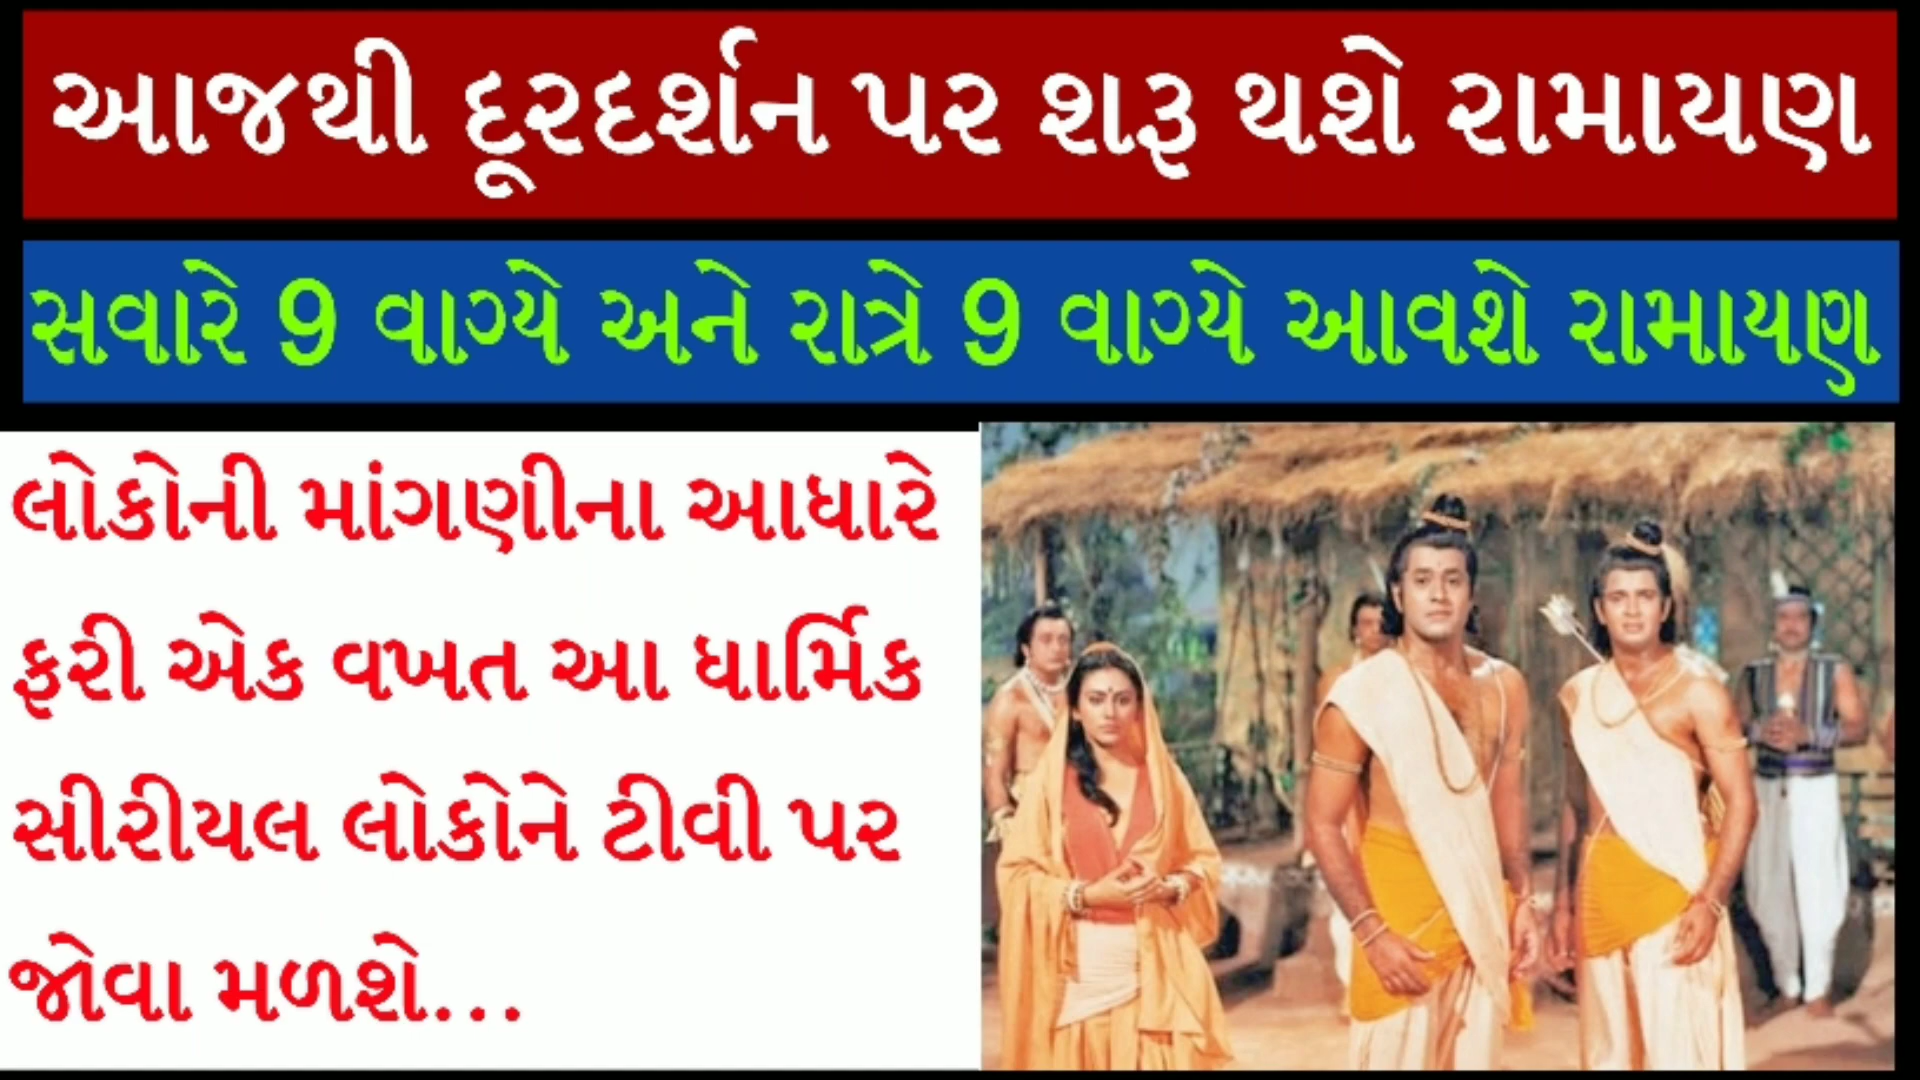 આજથી દૂરદર્શન પર શરૂ થશે રામાયણ
સવારે 9 વાગ્યે અને રાત્રે 9 વાગ્યે આવશે રામાયણ
લોકોની માંગણીના આધારે
ફરી એક વખત આ ધાર્મિક
સીરીયલ લોકોને ટીવી પર
જોવા મળશે...